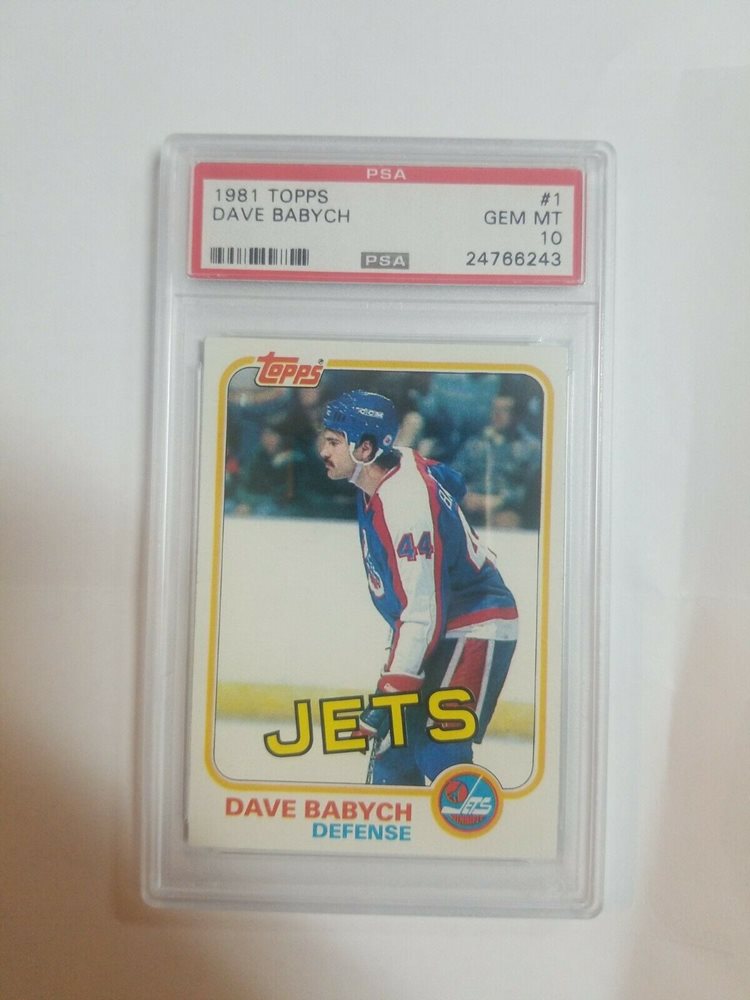 PSA
1981 TOPPS #1
DAVE BABYCH GEM MT
10
PSA 24766243
topps
44
JETS
DAVE BABYCH
DEFENSE
JETS